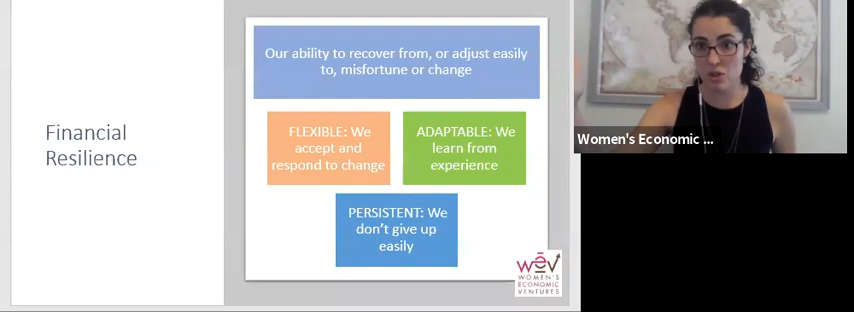 Financial
Resilience
Our ability to recover from, or adjust easily
to, misfortune or change
FLEXIBLE: We
accept and
respond to change
ADAPTABLE: We
learn from
experience
PERSISTENT: We
don't give up
easily
wev
WOMEN'S
ECONOMIC
VENTURES
Women's Economic ...